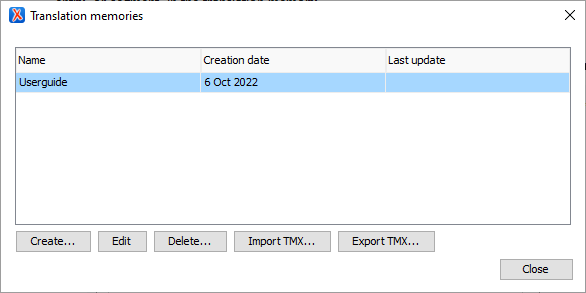 Translation memories
Name Creation date Last update
Userguide 6 Oct 2022
Create... Edit Delete... Import TMX... Export TMX...
Close